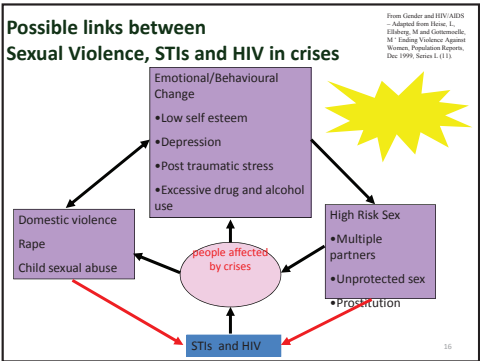 Possible links between
Sexual Violence, STIs and HIV in crises
From Gender and HIV/AIDS
– Adapted from Heise, L,
Ellsberg, M and Gottemoelle,
M ' Ending Violence Against
Women, Population Reports,
Dec 1999, Series L (11).
Emotional/Behavioural
Change
•Low self esteem
•Depression
•Post traumatic stress
•Excessive drug and alcohol
use
Domestic violence
Rape
Child sexual abuse
people affected
by crises
High Risk Sex
•Multiple
partners
•Unprotected sex
•Prostitution
STIs and HIV
16